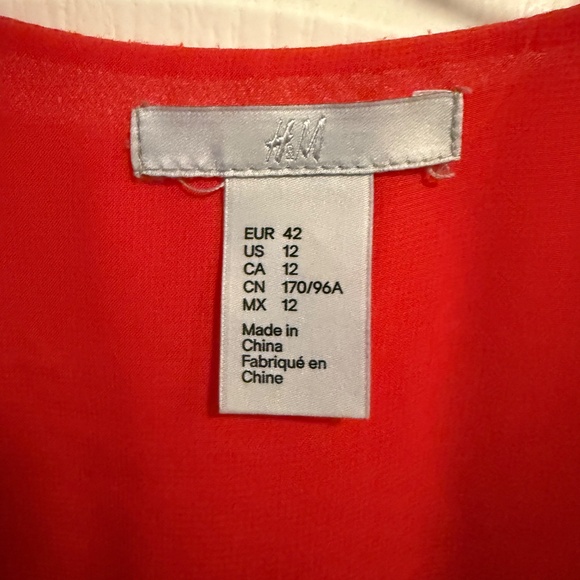 H&M
EUR 42
US 12
CA 12
CN 170/96A
MX 12
Made in
China
Fabriqué en
Chine